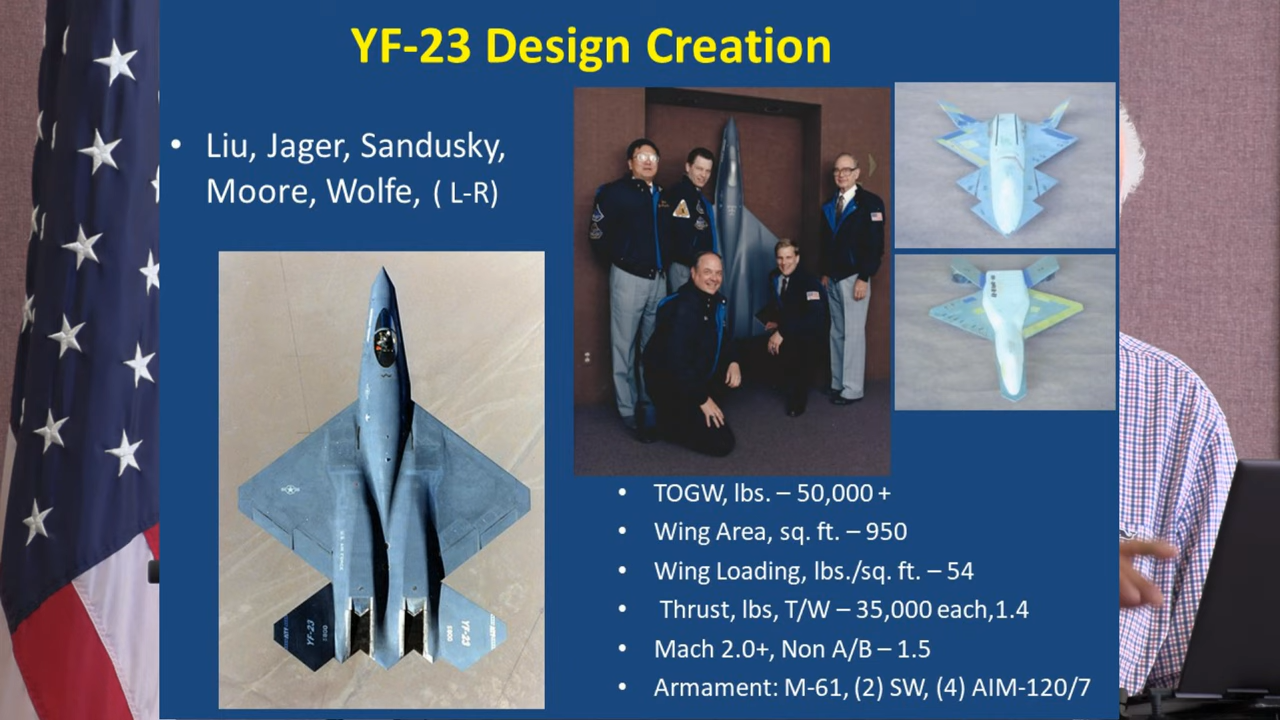 YF-23 Design Creation
• Liu, Jager, Sandusky,
Moore, Wolfe, ( L-R)
YF-23
YF-23
• TOGW, lbs. – 50,000 +
• Wing Area, sq. ft. – 950
• Wing Loading, lbs./sq. ft. – 54
• Thrust, lbs, T/W – 35,000 each,1.4
• Mach 2.0+, Non A/B – 1.5
• Armament: M-61, (2) SW, (4) AIM-120/7